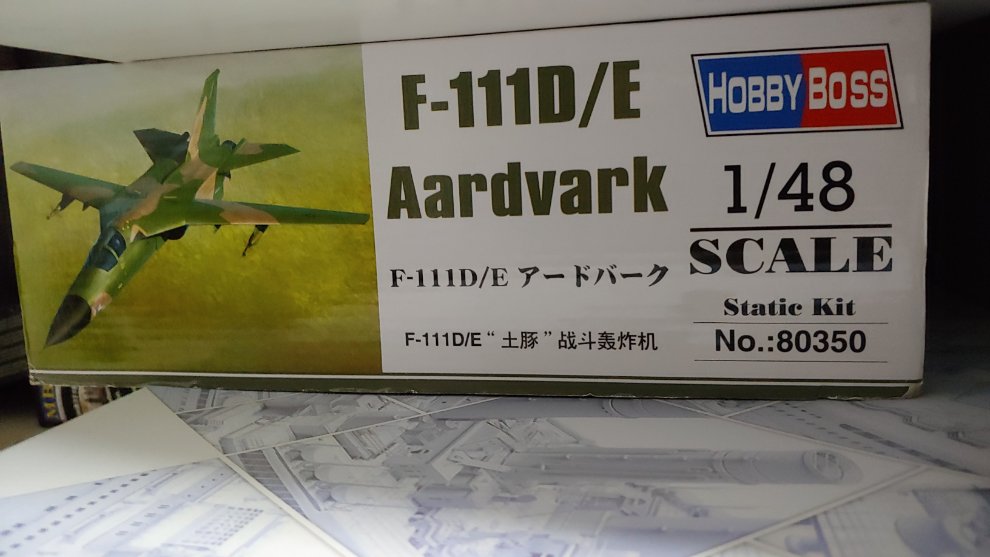 F-111D/E
Aardvark
F-111D/E アードバーク
F-111D/E “土豚”战斗轰炸机
HOBBY BOSS
1/48
SCALE
Static Kit
No.:80350